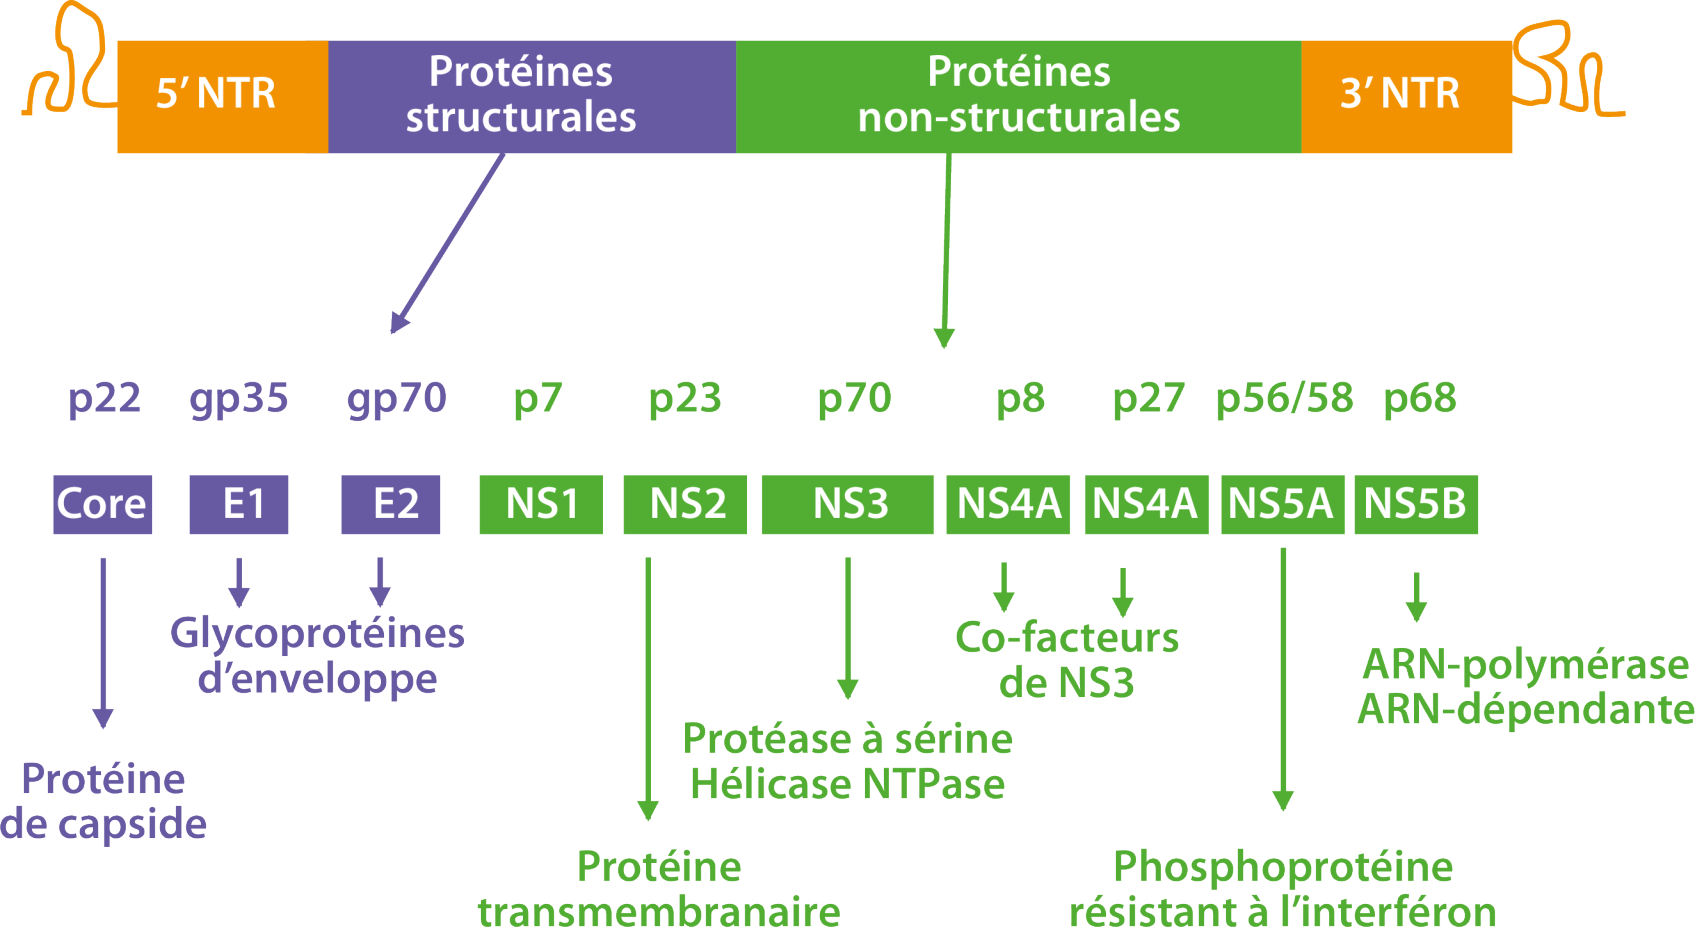 5’ NTR
Protéines
structurales
Protéines
non-structurales
3’ NTR
p22 gp35 gp70 p7 p23 p70 p8 p27 p56/58 p68
Core E1 E2 NS1 NS2 NS3 NS4A NS4A NS5A NS5B
Glycoprotéines
d’enveloppe
Co-facteurs
de NS3
ARN-polymérase
ARN-dépendante
Protéase à sérine
Hélicase NTPase
Protéine
de capside
Protéine
transmembranaire
Phosphoprotéine
résistant à l’interféron